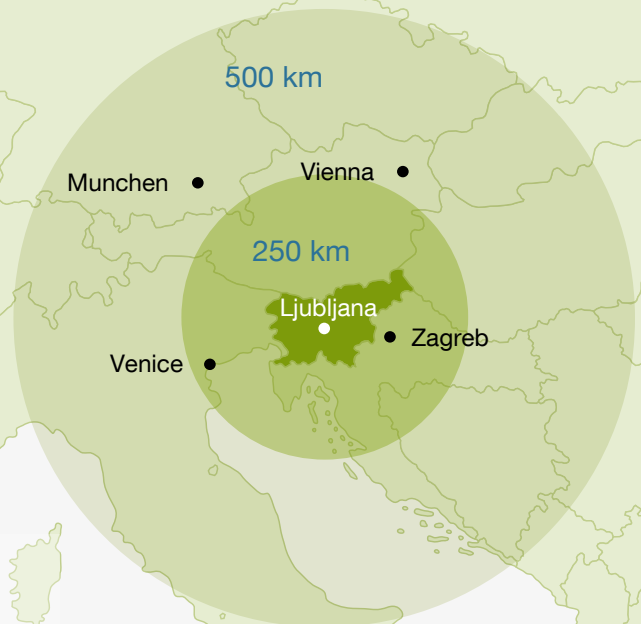 500 km
Vienna
Munchen
250 km
Ljubljana
Zagreb
Venice